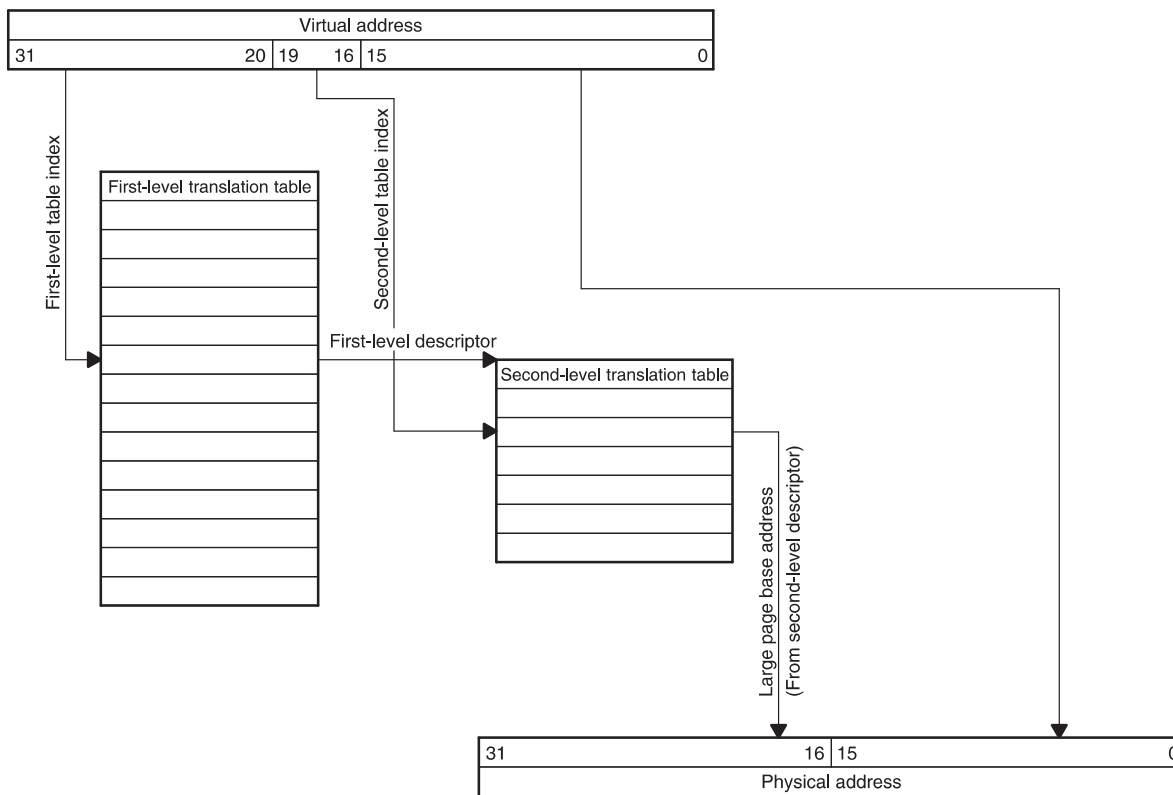 Virtual address
31 20 19 16 15 0
First-level table index
Second-level table index
First-level translation table
First-level descriptor
Second-level translation table
Large page base address
(From second-level descriptor)
31 16 15 0
Physical address